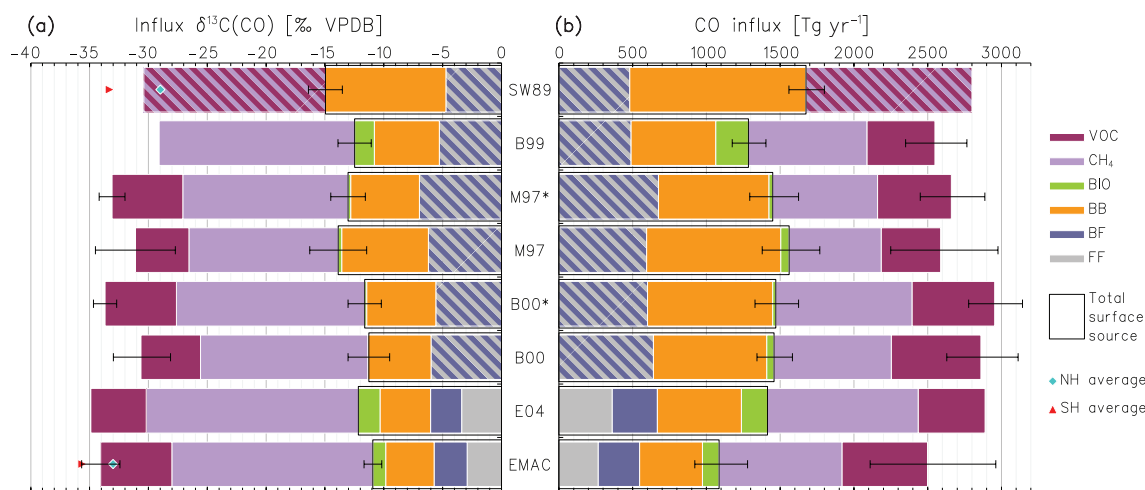 (a) Influx δ¹³C(CO) [‰ VPDB]
-40 -35 -30 -25 -20 -15 -10 -5 0
(b) CO influx [Tg yr⁻¹]
0 500 1000 1500 2000 2500 3000
SW89
B99
M97*
M97
B00*
B00
E04
EMAC
VOC
CH₄
BIO
BB
BF
FF
Total
surface
source
NH average
SH average